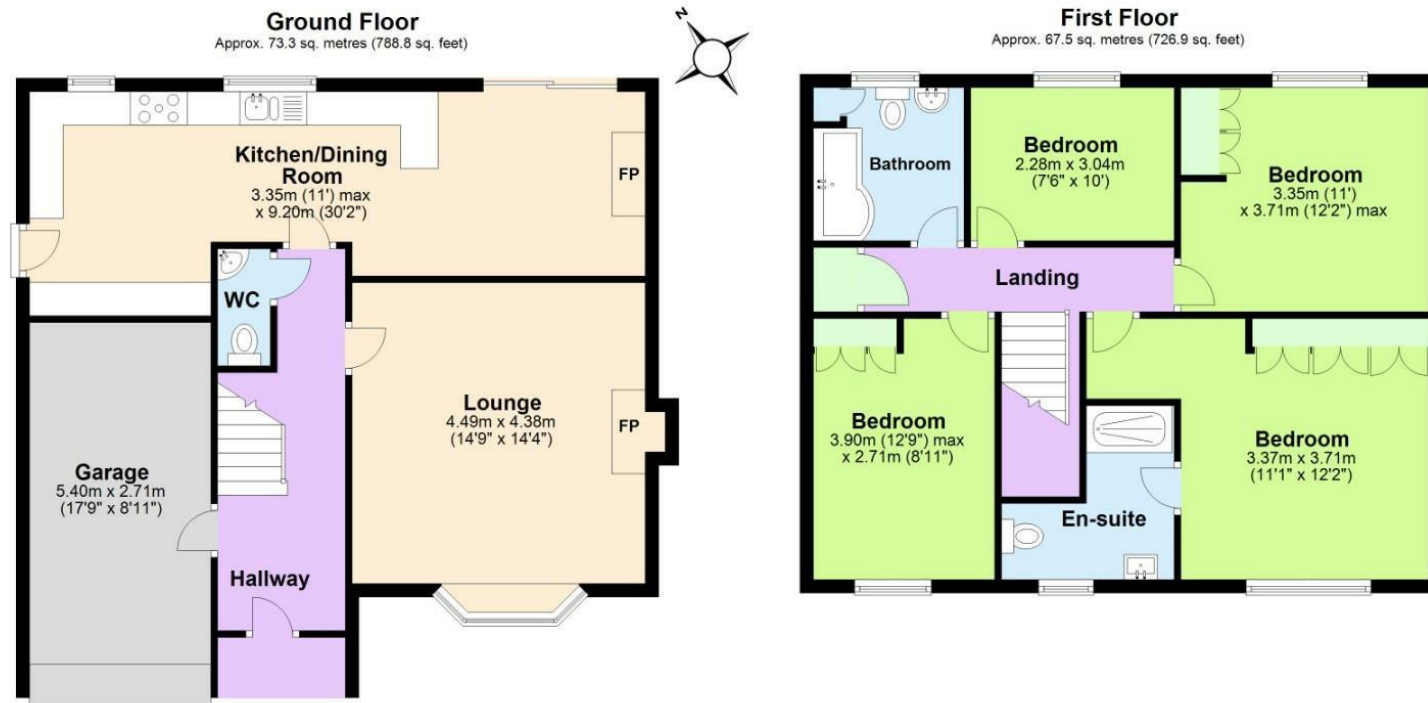 Ground Floor
Approx. 73.3 sq. metres (788.8 sq. feet)
N
Kitchen/Dining
Room
3.35m (11') max
x 9.20m (30'2")
FP
WC
Lounge
4.49m x 4.38m
(14'9" x 14'4")
FP
Garage
5.40m x 2.71m
(17'9" x 8'11")
Hallway
First Floor
Approx. 67.5 sq. metres (726.9 sq. feet)
Bathroom
Bedroom
2.28m x 3.04m
(7'6" x 10')
Bedroom
3.35m (11')
x 3.71m (12'2") max
Landing
Bedroom
3.90m (12'9") max
x 2.71m (8'11")
Bedroom
3.37m x 3.71m
(11'1" x 12'2")
En-suite